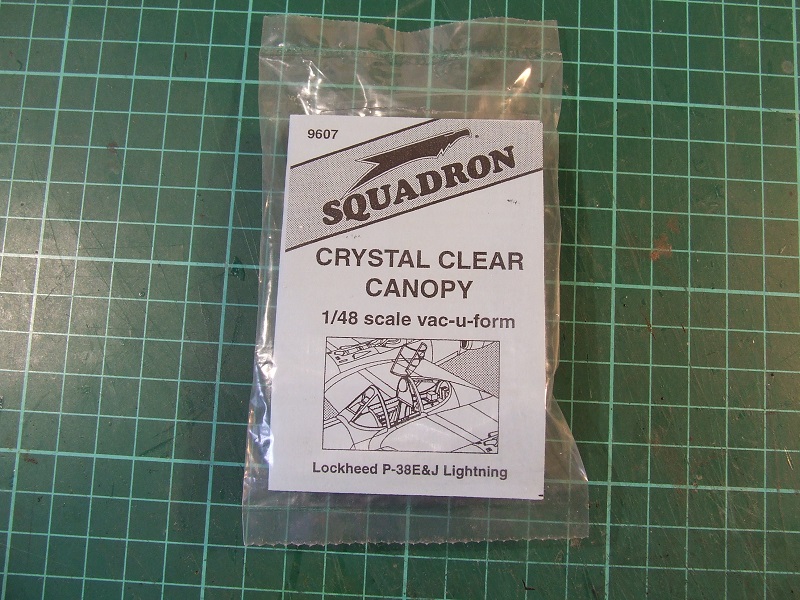 9607
SQUADRON
CRYSTAL CLEAR
CANOPY
1/48 scale vac-u-form
Lockheed P-38E&J Lightning